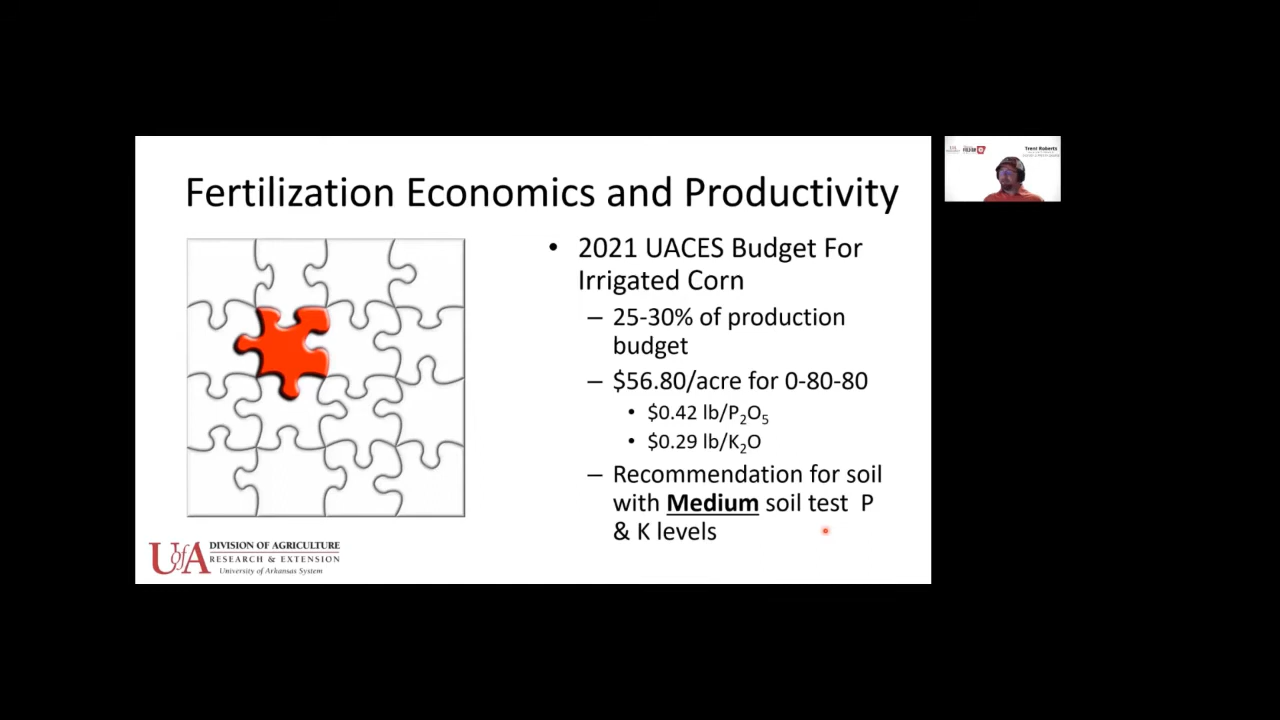 Fertilization Economics and Productivity
• 2021 UACES Budget For
Irrigated Corn
– 25-30% of production
budget
– $56.80/acre for 0-80-80
• $0.42 lb/P₂O₅
• $0.29 lb/K₂O
– Recommendation for soil
with Medium soil test P
& K levels
UofA DIVISION OF AGRICULTURE
RESEARCH & EXTENSION
University of Arkansas System
Trent Roberts